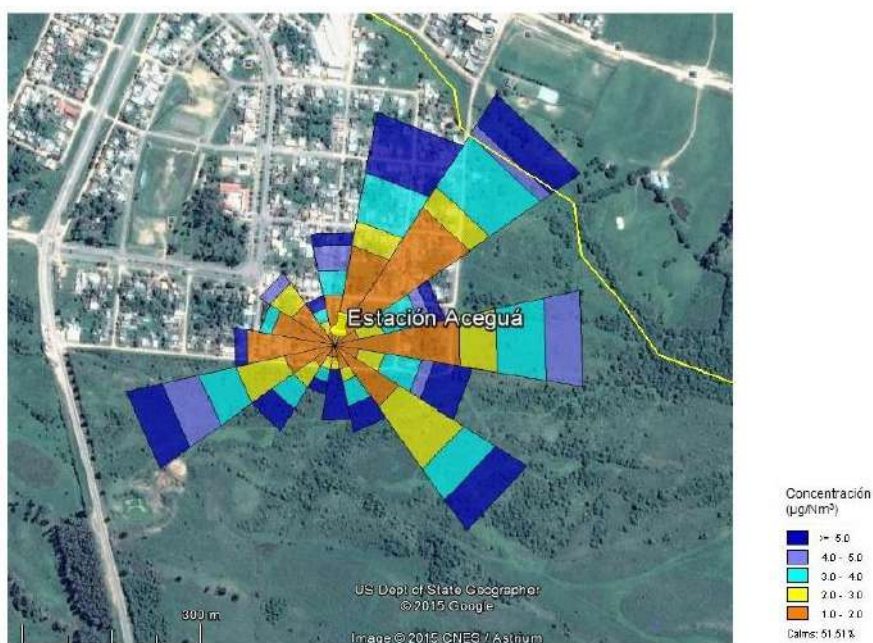 Estación Aceguá
US Dept of State Geographer
© 2015 Google
300 m
Image © 2015 CNES / Astrium
Concentración
(µg/Nm³)
>= 5.0
4.0 - 5.0
3.0 - 4.0
2.0 - 3.0
1.0 - 2.0
Calms: 51.51%